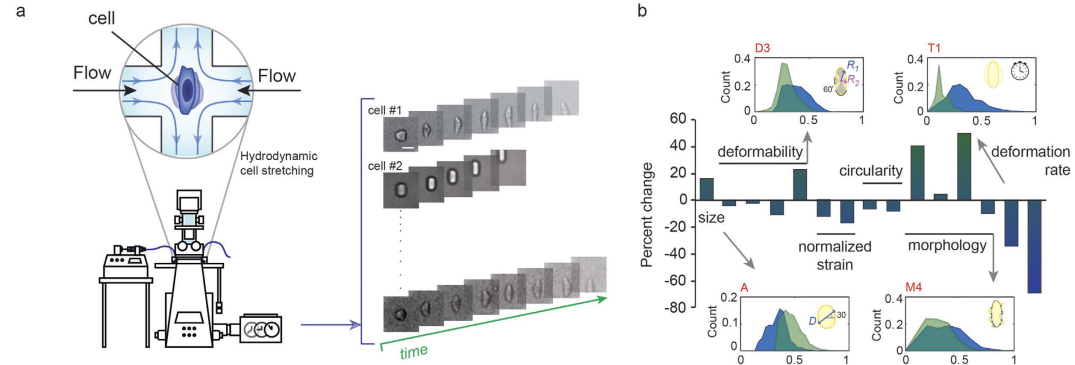 a
cell
Flow
Flow
Hydrodynamic
cell stretching
cell #1
cell #2
time
b
D3
0.4
0.2
0
Count
R1
R2
60°
0
0.5
1
T1
0.4
0.2
0
Count
0
0.5
1
60
40
20
0
-20
-40
-60
-80
Percent change
deformability
circularity
deformation
rate
size
normalized
strain
morphology
A
0.2
0.1
0
Count
D
30
0
0.5
1
M4
0.4
0.2
0
Count
0
0.5
1